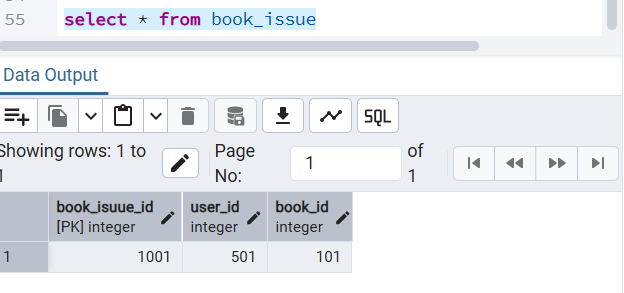 55 select * from book_issue
Data Output
SQL
Showing rows: 1 to 1
Page No: 1 of 1
book_isuue_id user_id book_id
[PK] integer integer integer
1 1001 501 101